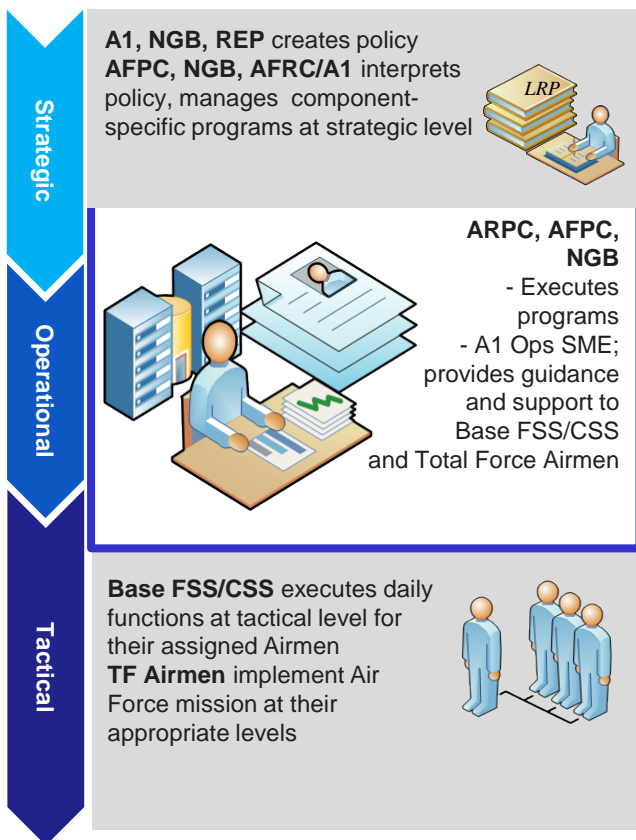 Strategic
A1, NGB, REP creates policy
AFPC, NGB, AFRC/A1 interprets
policy, manages component-
specific programs at strategic level
LRP
Operational
ARPC, AFPC,
NGB
- Executes
programs
- A1 Ops SME;
provides guidance
and support to
Base FSS/CSS
and Total Force Airmen
Tactical
Base FSS/CSS executes daily
functions at tactical level for
their assigned Airmen
TF Airmen implement Air
Force mission at their
appropriate levels